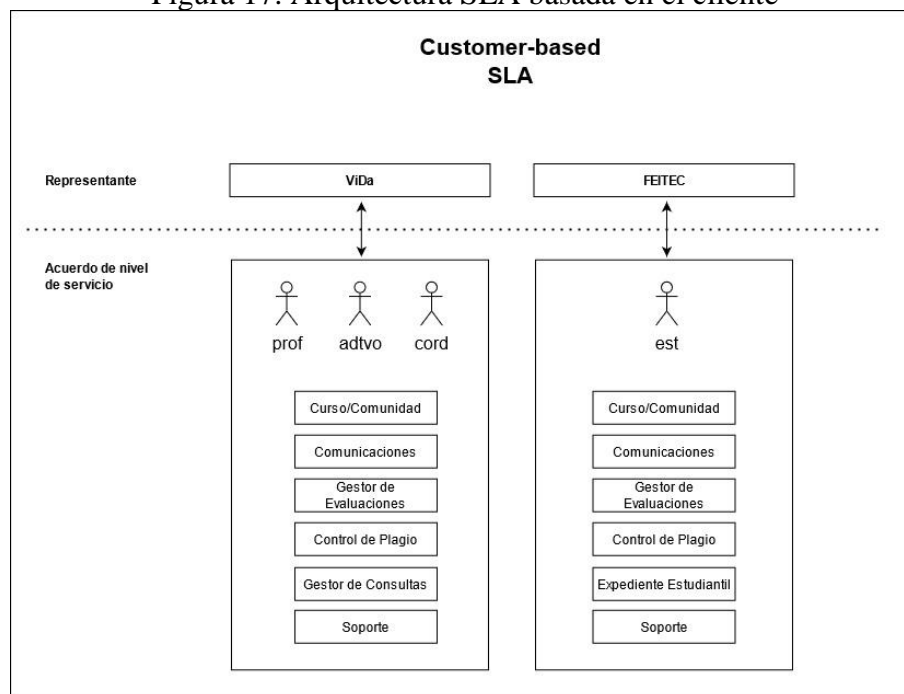 Figura 17. Arquitectura SLA basada en el cliente
Customer-based
SLA
Representante
ViDa
FEITEC
Acuerdo de nivel
de servicio
prof
adtvo
cord
est
Curso/Comunidad
Comunicaciones
Gestor de
Evaluaciones
Control de Plagio
Gestor de Consultas
Soporte
Curso/Comunidad
Comunicaciones
Gestor de
Evaluaciones
Control de Plagio
Expediente Estudiantil
Soporte